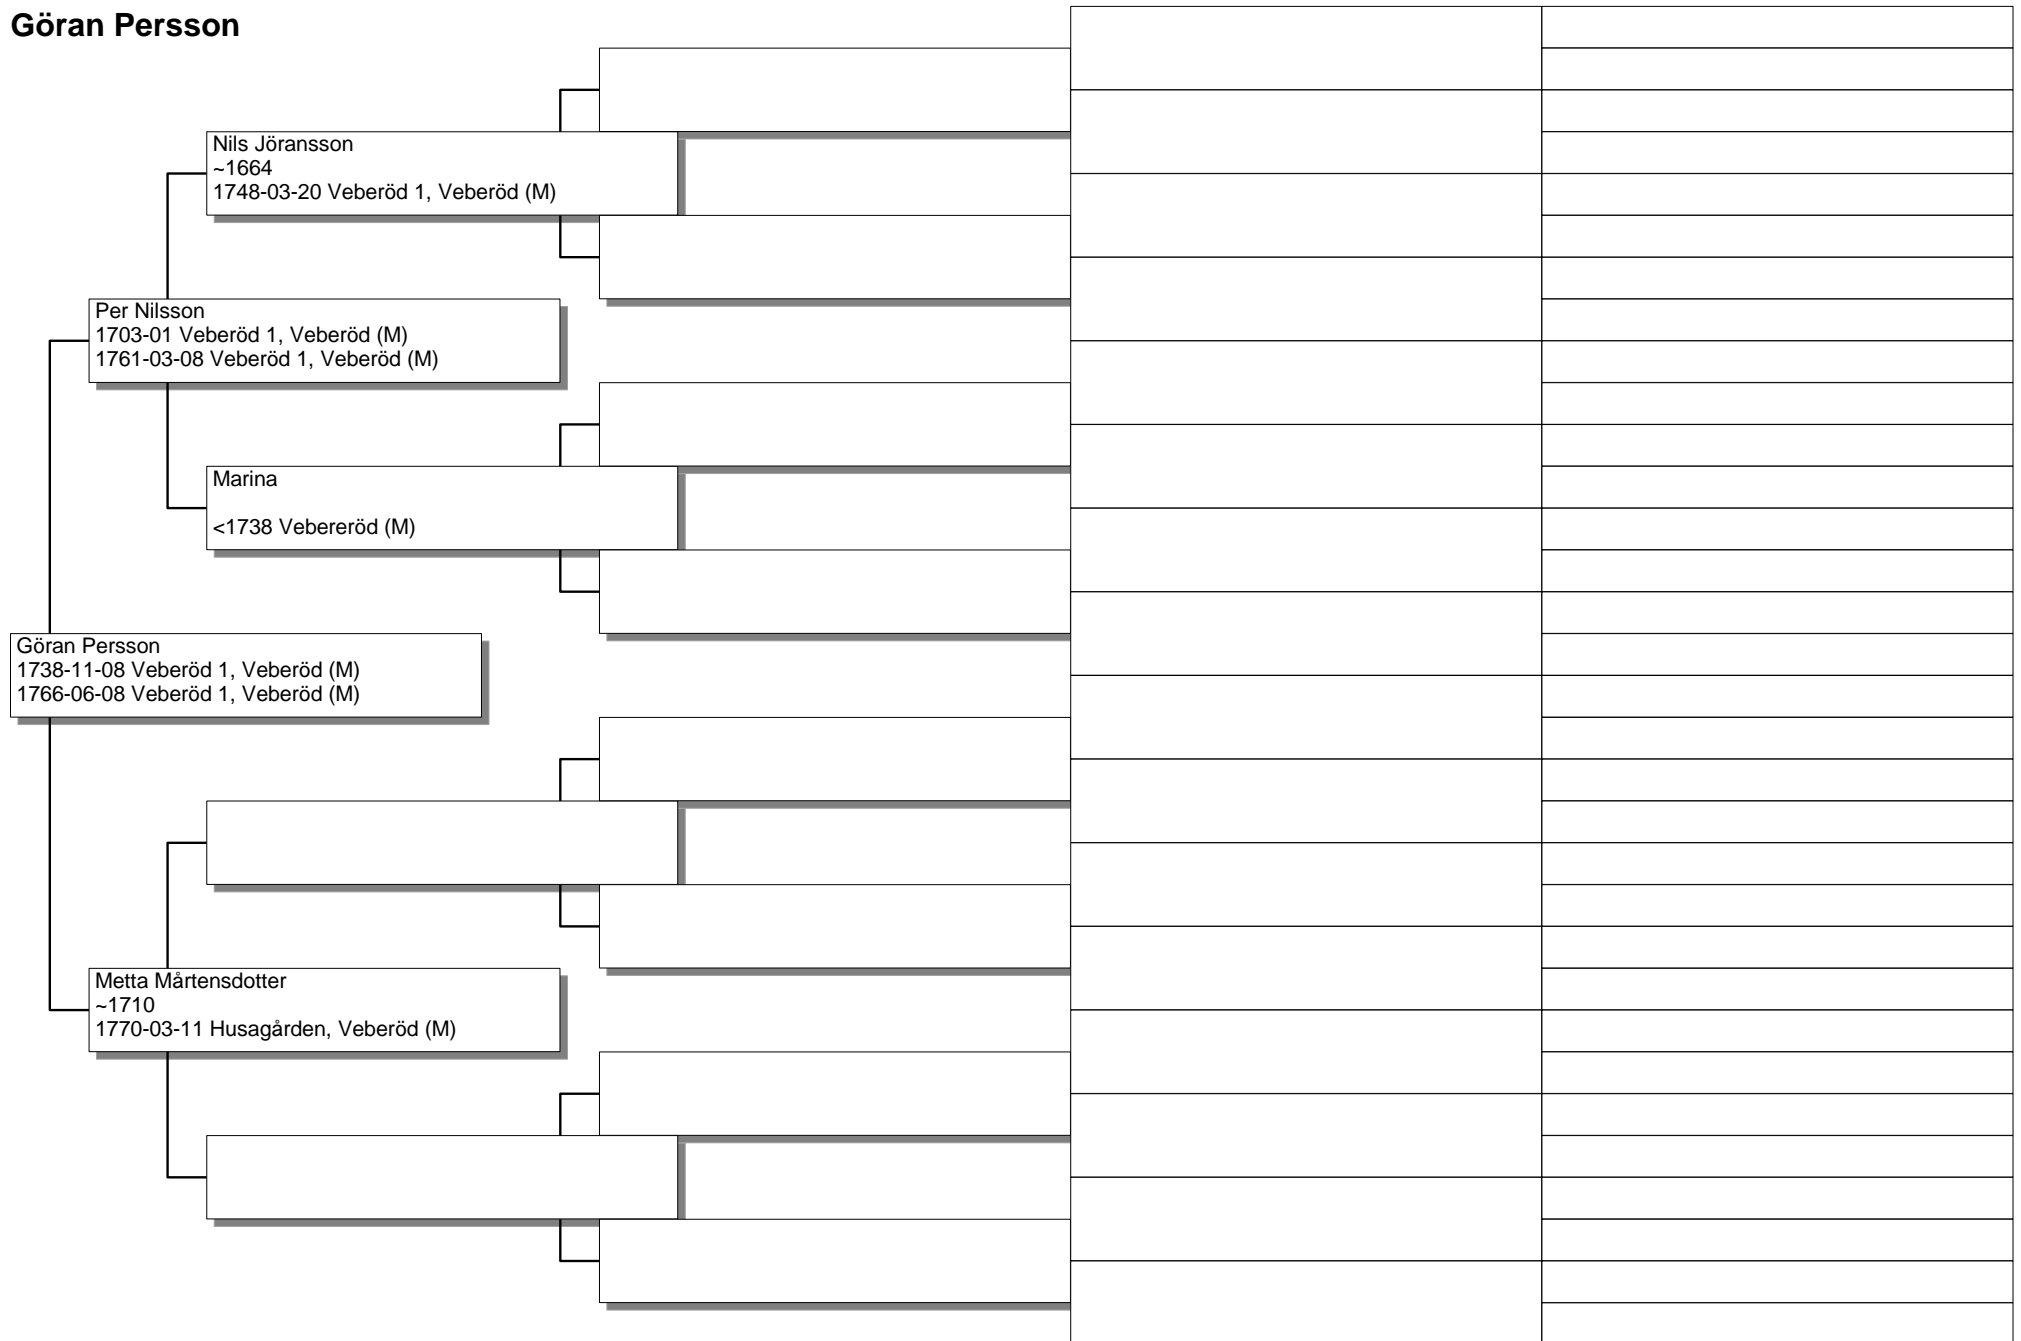 Göran Persson
Nils Jöransson
~1664
1748-03-20 Veberöd 1, Veberöd (M)
Per Nilsson
1703-01 Veberöd 1, Veberöd (M)
1761-03-08 Veberöd 1, Veberöd (M)
Marina
<1738 Vebereröd (M)
Göran Persson
1738-11-08 Veberöd 1, Veberöd (M)
1766-06-08 Veberöd 1, Veberöd (M)
Metta Mårtensdotter
~1710
1770-03-11 Husagården, Veberöd (M)